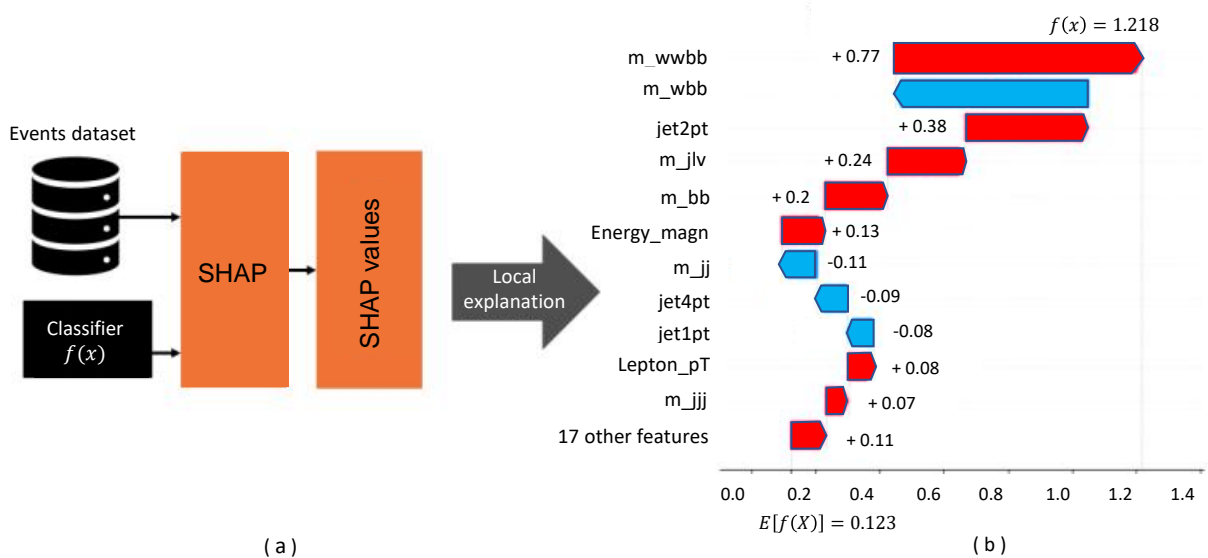 Events dataset
Classifier
f(x)
SHAP
SHAP values
Local
explanation
( a )
f(x) = 1.218
m_wwbb
+ 0.77
m_wbb
jet2pt
+ 0.38
m_jlv
+ 0.24
m_bb
+ 0.2
Energy_magn
+ 0.13
m_jj
-0.11
jet4pt
-0.09
jet1pt
-0.08
Lepton_pT
+ 0.08
m_jjj
+ 0.07
17 other features
+ 0.11
0.0 0.2 0.4 0.6 0.8 1.0 1.2 1.4
E[f(X)] = 0.123
( b )